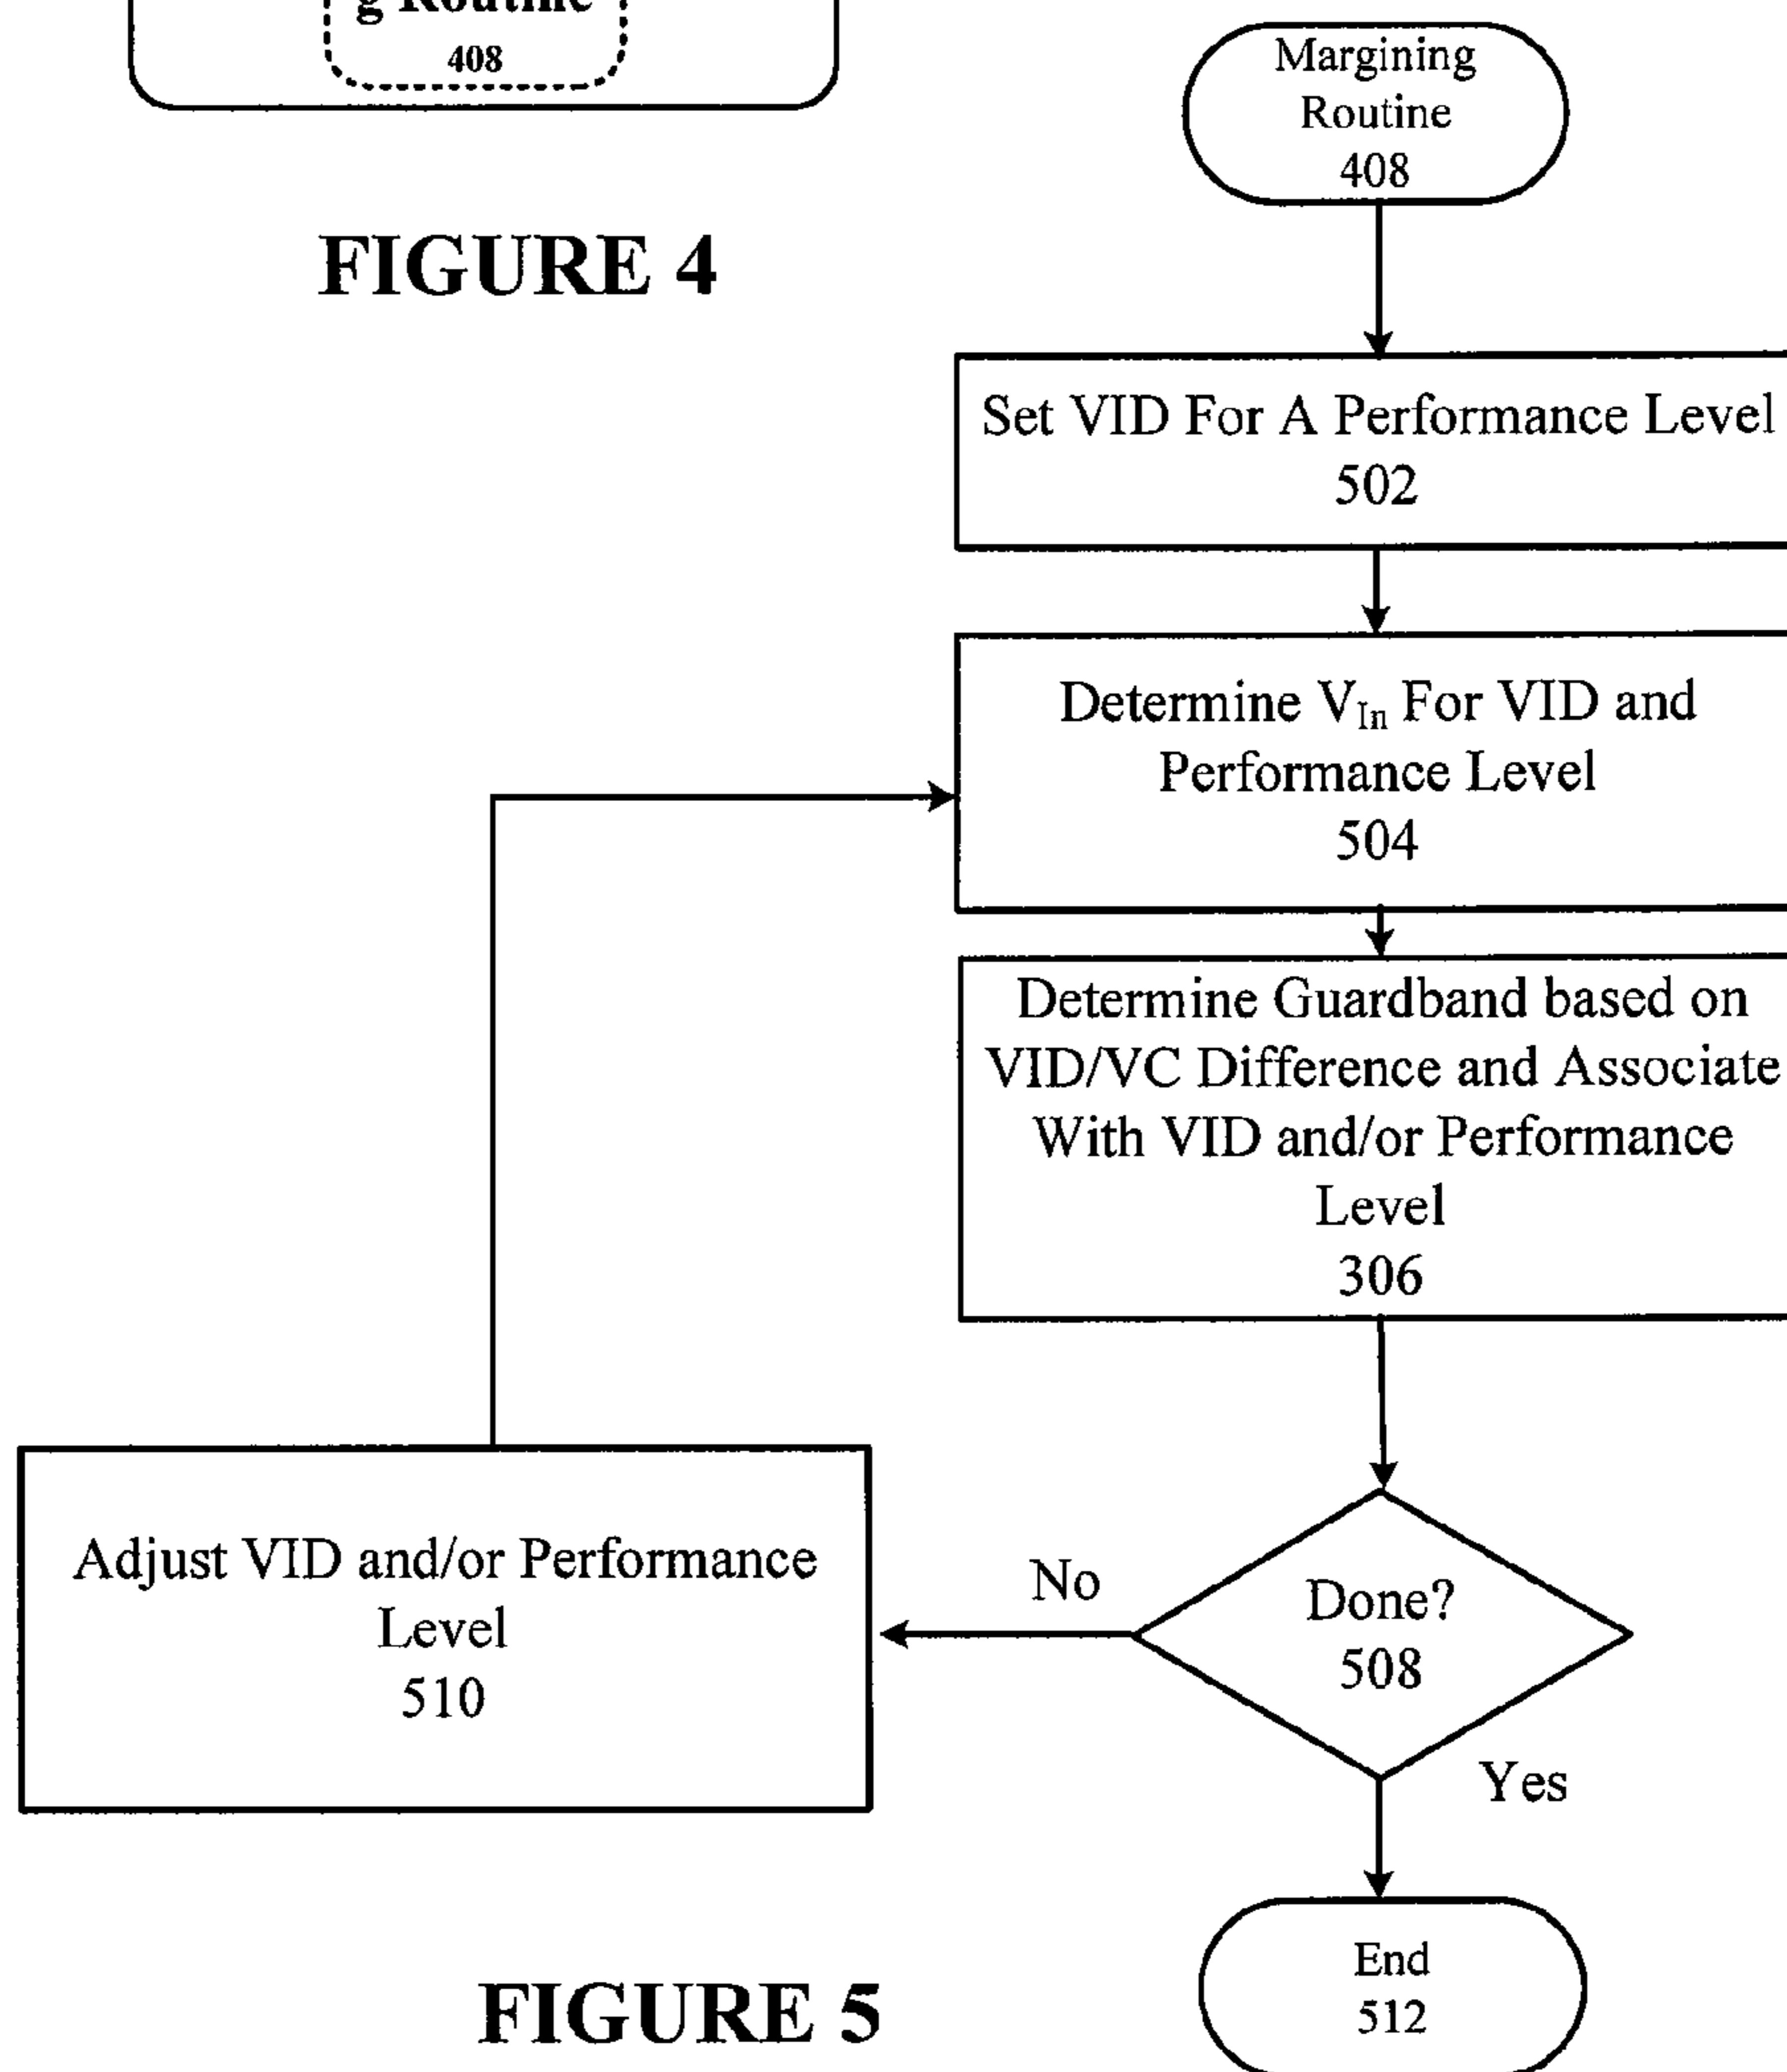 g Routine
408
FIGURE 4
Margining
Routine
408
Set VID For A Performance Level
502
Determine VIn For VID and
Performance Level
504
Determine Guardband based on
VID/VC Difference and Associate
With VID and/or Performance
Level
306
Done?
508
No
Yes
Adjust VID and/or Performance
Level
510
End
512
FIGURE 5